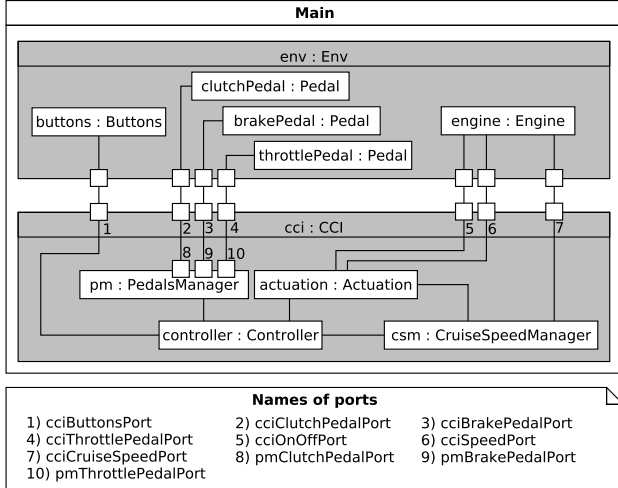 Main
env : Env
clutchPedal : Pedal
buttons : Buttons
brakePedal : Pedal
engine : Engine
throttlePedal : Pedal
1
2
3
4
cci : CCI
5
6
7
8
9
10
pm : PedalsManager
actuation : Actuation
controller : Controller
csm : CruiseSpeedManager
Names of ports
1) cciButtonsPort 2) cciClutchPedalPort 3) cciBrakePedalPort
4) cciThrottlePedalPort 5) cciOnOffPort 6) cciSpeedPort
7) cciCruiseSpeedPort 8) pmClutchPedalPort 9) pmBrakePedalPort
10) pmThrottlePedalPort